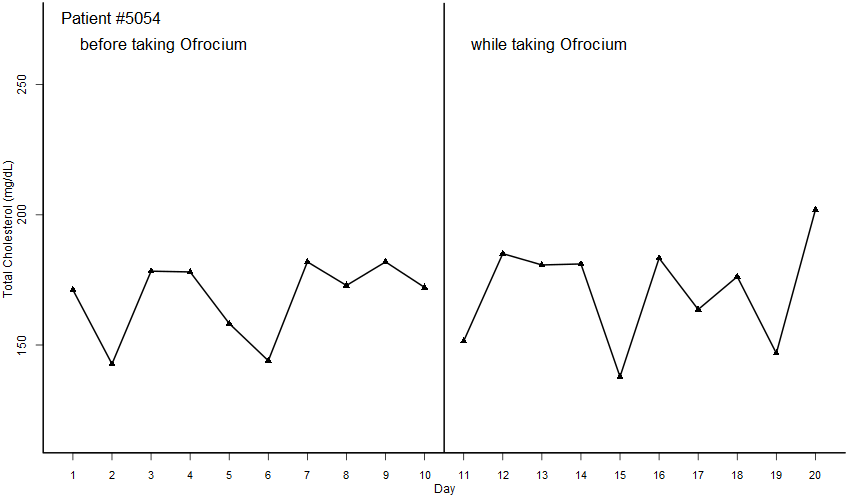 Patient #5054
before taking Ofrocium
while taking Ofrocium
Total Cholesterol (mg/dL)
250
200
150
1 2 3 4 5 6 7 8 9 10 11 12 13 14 15 16 17 18 19 20
Day